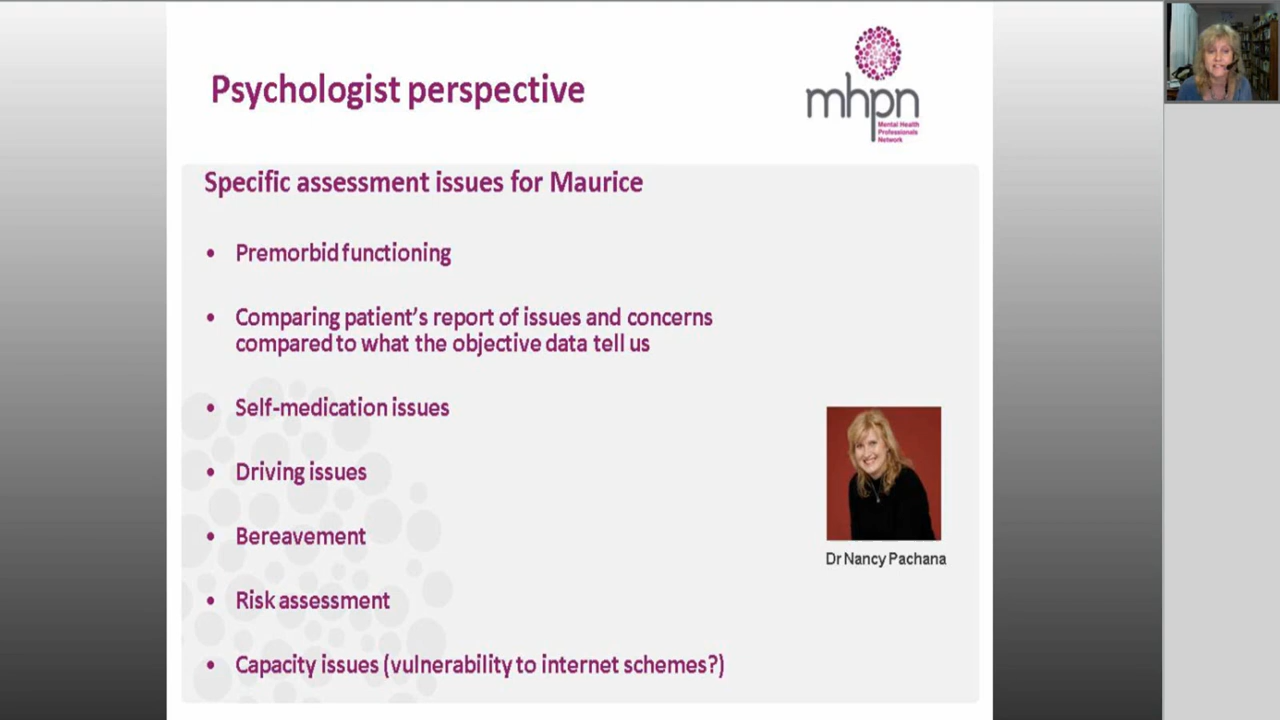 Psychologist perspective
mhpn
Mental Health
Professionals
Network
Specific assessment issues for Maurice
• Premorbid functioning
• Comparing patient's report of issues and concerns
compared to what the objective data tell us
• Self-medication issues
• Driving issues
• Bereavement
• Risk assessment
• Capacity issues (vulnerability to internet schemes?)
Dr Nancy Pachana